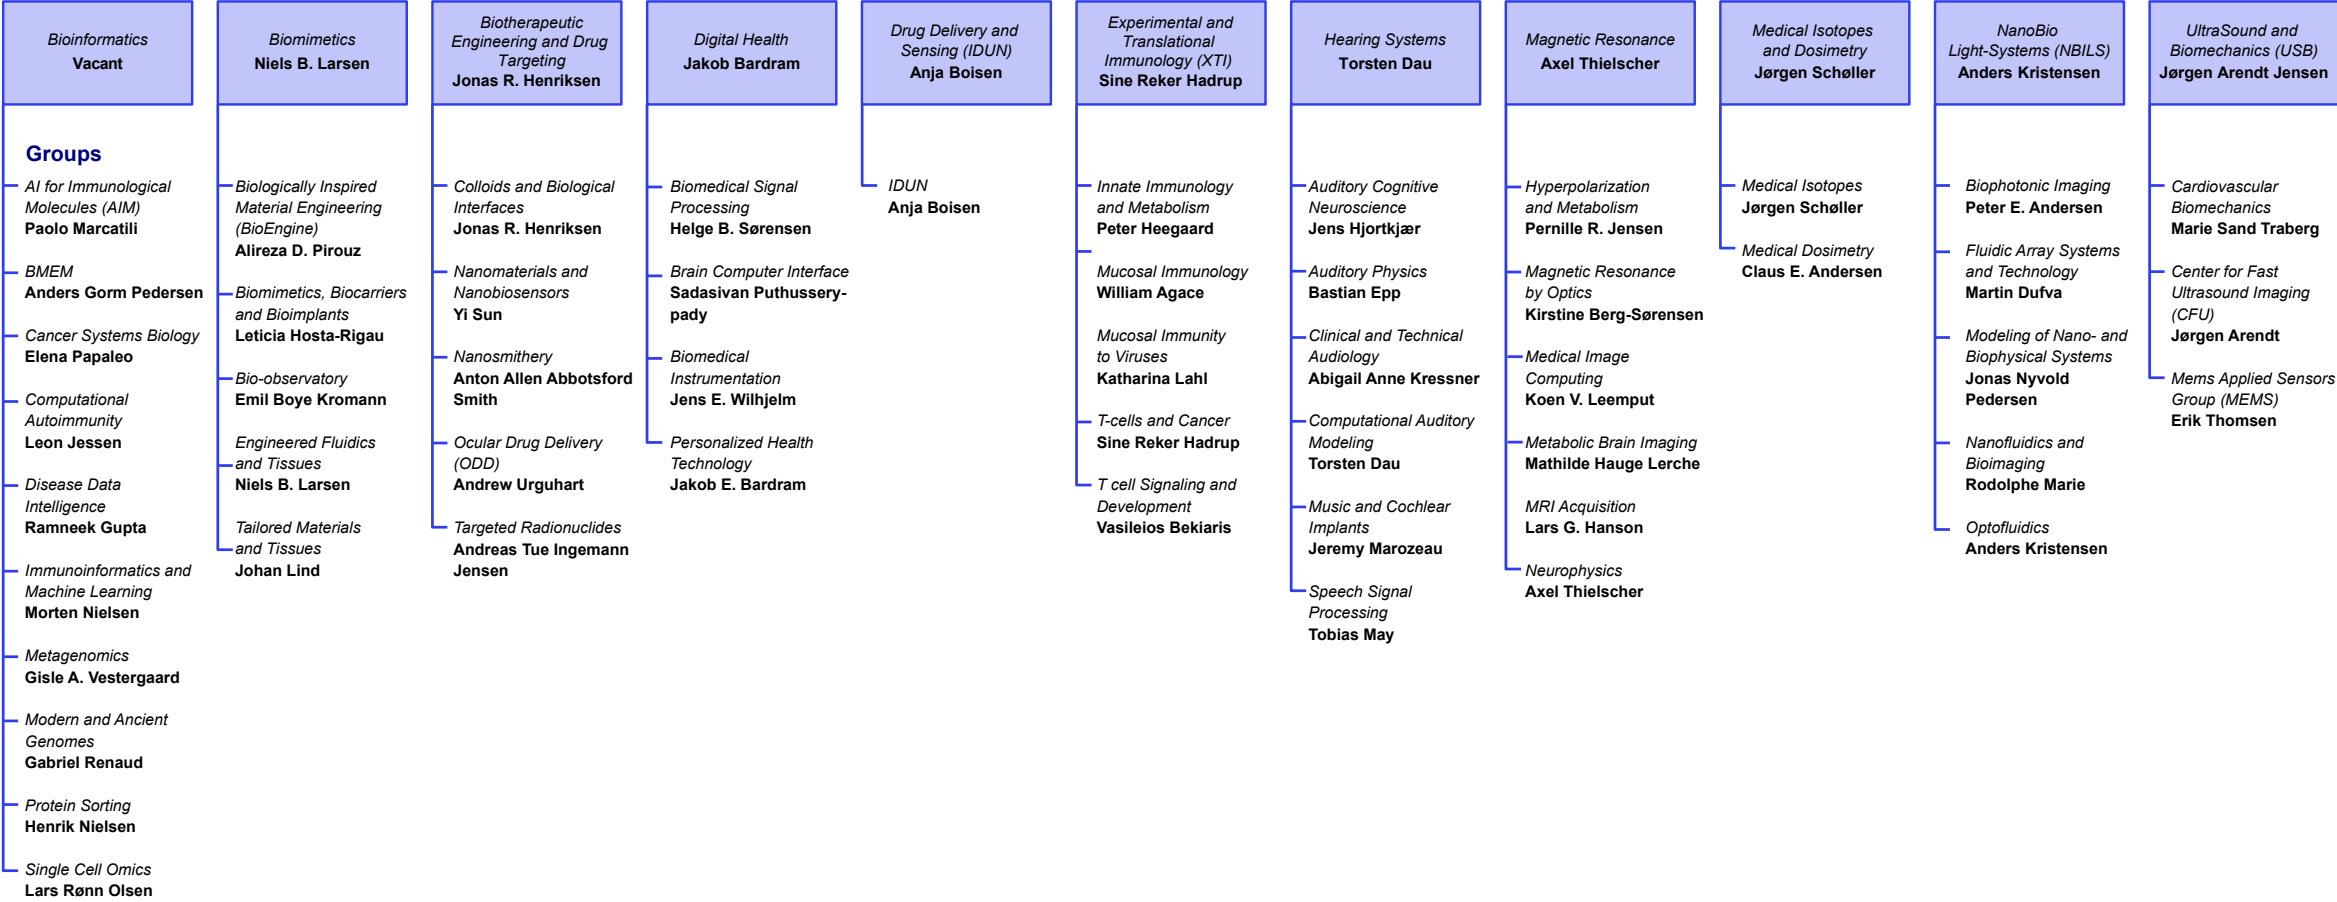 Bioinformatics
Vacant
Biomimetics
Niels B. Larsen
Biotherapeutic
Engineering and Drug
Targeting
Jonas R. Henriksen
Digital Health
Jakob Bardram
Drug Delivery and
Sensing (IDUN)
Anja Boisen
Experimental and
Translational
Immunology (XTI)
Sine Reker Hadrup
Hearing Systems
Torsten Dau
Magnetic Resonance
Axel Thielscher
Medical Isotopes
and Dosimetry
Jørgen Schøller
NanoBio
Light-Systems (NBILS)
Anders Kristensen
UltraSound and
Biomechanics (USB)
Jørgen Arendt Jensen
Groups
AI for Immunological
Molecules (AIM)
Paolo Marcatili
BMEM
Anders Gorm Pedersen
Cancer Systems Biology
Elena Papaleo
Computational
Autoimmunity
Leon Jessen
Disease Data
Intelligence
Ramneek Gupta
Immunoinformatics and
Machine Learning
Morten Nielsen
Metagenomics
Gisle A. Vestergaard
Modern and Ancient
Genomes
Gabriel Renaud
Protein Sorting
Henrik Nielsen
Single Cell Omics
Lars Rønn Olsen
Biologically Inspired
Material Engineering
(BioEngine)
Alireza D. Pirouz
Biomimetics, Biocarriers
and Bioimplants
Leticia Hosta-Rigau
Bio-observatory
Emil Boye Kromann
Engineered Fluidics
and Tissues
Niels B. Larsen
Tailored Materials
and Tissues
Johan Lind
Colloids and Biological
Interfaces
Jonas R. Henriksen
Nanomaterials and
Nanobiosensors
Yi Sun
Nanosmithery
Anton Allen Abbotsford
Smith
Ocular Drug Delivery
(ODD)
Andrew Urguhart
Targeted Radionuclides
Andreas Tue Ingemann
Jensen
Biomedical Signal
Processing
Helge B. Sørensen
Brain Computer Interface
Sadasivan Puthussery-
pady
Biomedical
Instrumentation
Jens E. Wilhjelm
Personalized Health
Technology
Jakob E. Bardram
IDUN
Anja Boisen
Innate Immunology
and Metabolism
Peter Heegaard
Mucosal Immunology
William Agace
Mucosal Immunity
to Viruses
Katharina Lahl
T-cells and Cancer
Sine Reker Hadrup
T cell Signaling and
Development
Vasileios Bekiaris
Auditory Cognitive
Neuroscience
Jens Hjortkjær
Auditory Physics
Bastian Epp
Clinical and Technical
Audiology
Abigail Anne Kressner
Computational Auditory
Modeling
Torsten Dau
Music and Cochlear
Implants
Jeremy Marozeau
Speech Signal
Processing
Tobias May
Hyperpolarization
and Metabolism
Pernille R. Jensen
Magnetic Resonance
by Optics
Kirstine Berg-Sørensen
Medical Image
Computing
Koen V. Leemput
Metabolic Brain Imaging
Mathilde Hauge Lerche
MRI Acquisition
Lars G. Hanson
Neurophysics
Axel Thielscher
Medical Isotopes
Jørgen Schøller
Medical Dosimetry
Claus E. Andersen
Biophotonic Imaging
Peter E. Andersen
Fluidic Array Systems
and Technology
Martin Dufva
Modeling of Nano- and
Biophysical Systems
Jonas Nyvold
Pedersen
Nanofluidics and
Bioimaging
Rodolphe Marie
Optofluidics
Anders Kristensen
Cardiovascular
Biomechanics
Marie Sand Traberg
Center for Fast
Ultrasound Imaging
(CFU)
Jørgen Arendt
Mems Applied Sensors
Group (MEMS)
Erik Thomsen